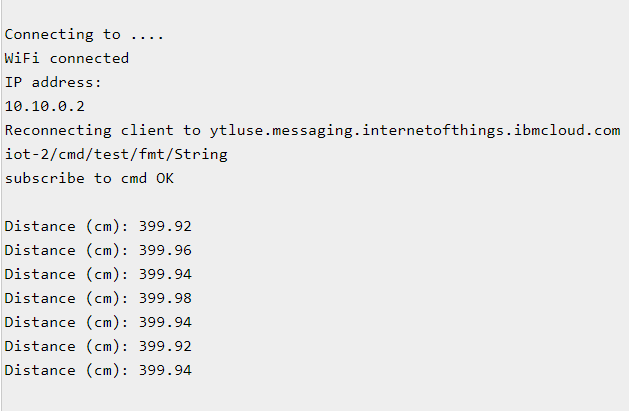 Connecting to ....
WiFi connected
IP address:
10.10.0.2
Reconnecting client to ytluse.messaging.internetofthings.ibmcloud.com
iot-2/cmd/test/fmt/String
subscribe to cmd OK
Distance (cm): 399.92
Distance (cm): 399.96
Distance (cm): 399.94
Distance (cm): 399.98
Distance (cm): 399.94
Distance (cm): 399.92
Distance (cm): 399.94